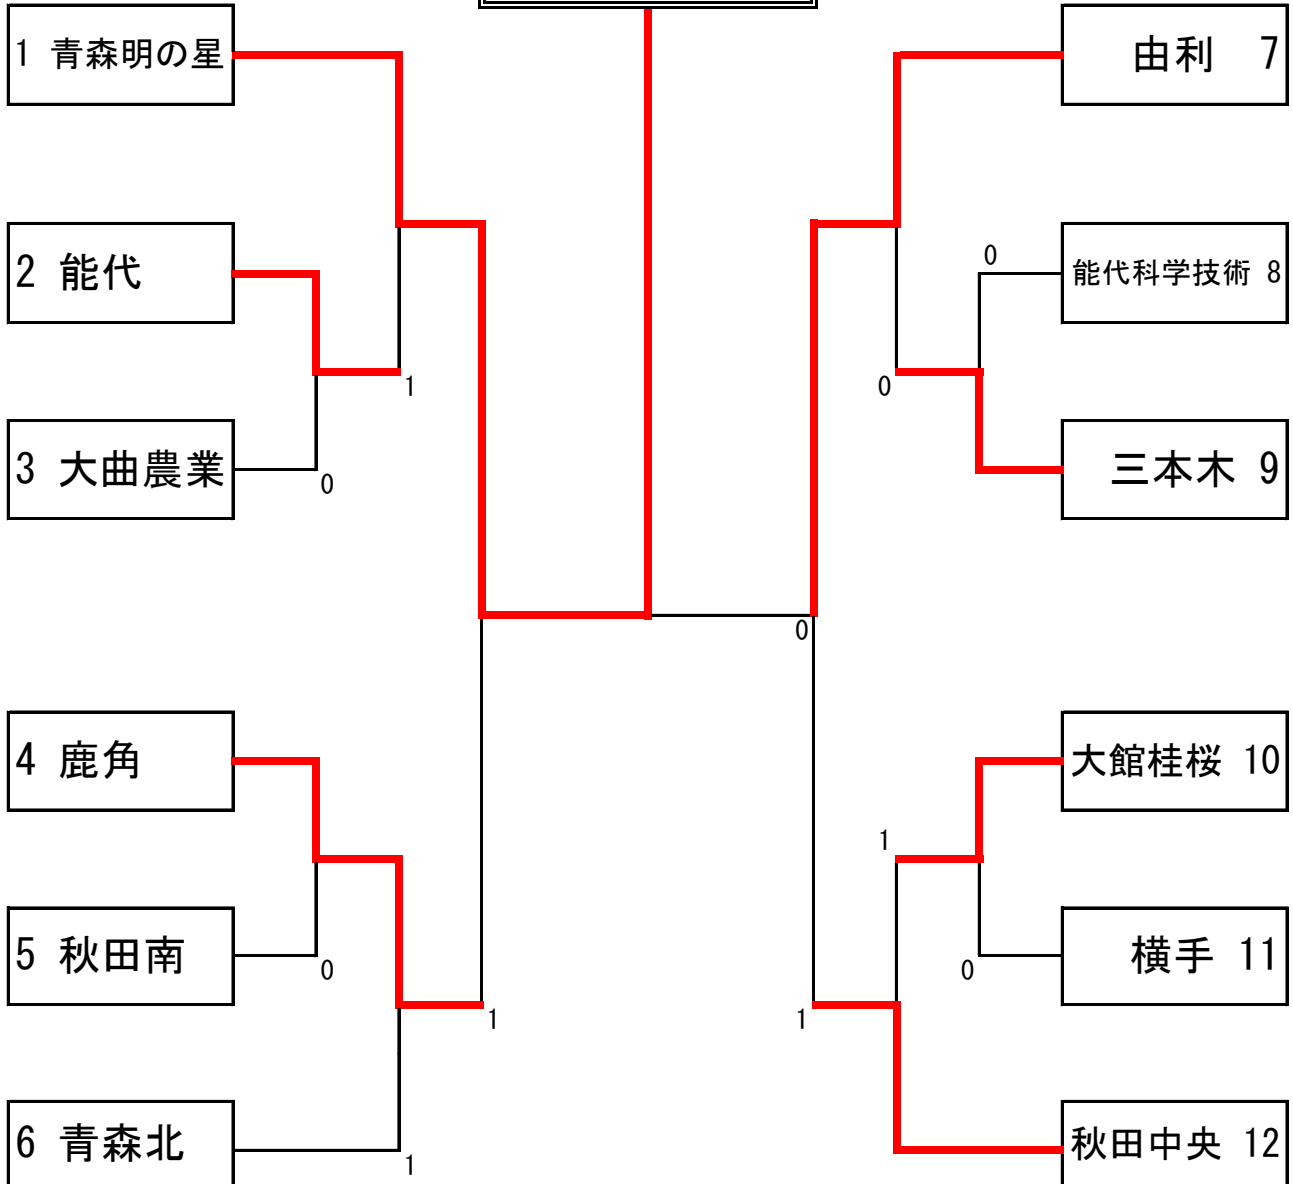 1 青森明の星
由利 7
2 能代
0
能代科学技術 8
1
0
3 大曲農業
0
三本木 9
0
4 鹿角
大館桂桜 10
1
5 秋田南
0
0
横手 11
1
1
6 青森北
1
秋田中央 12